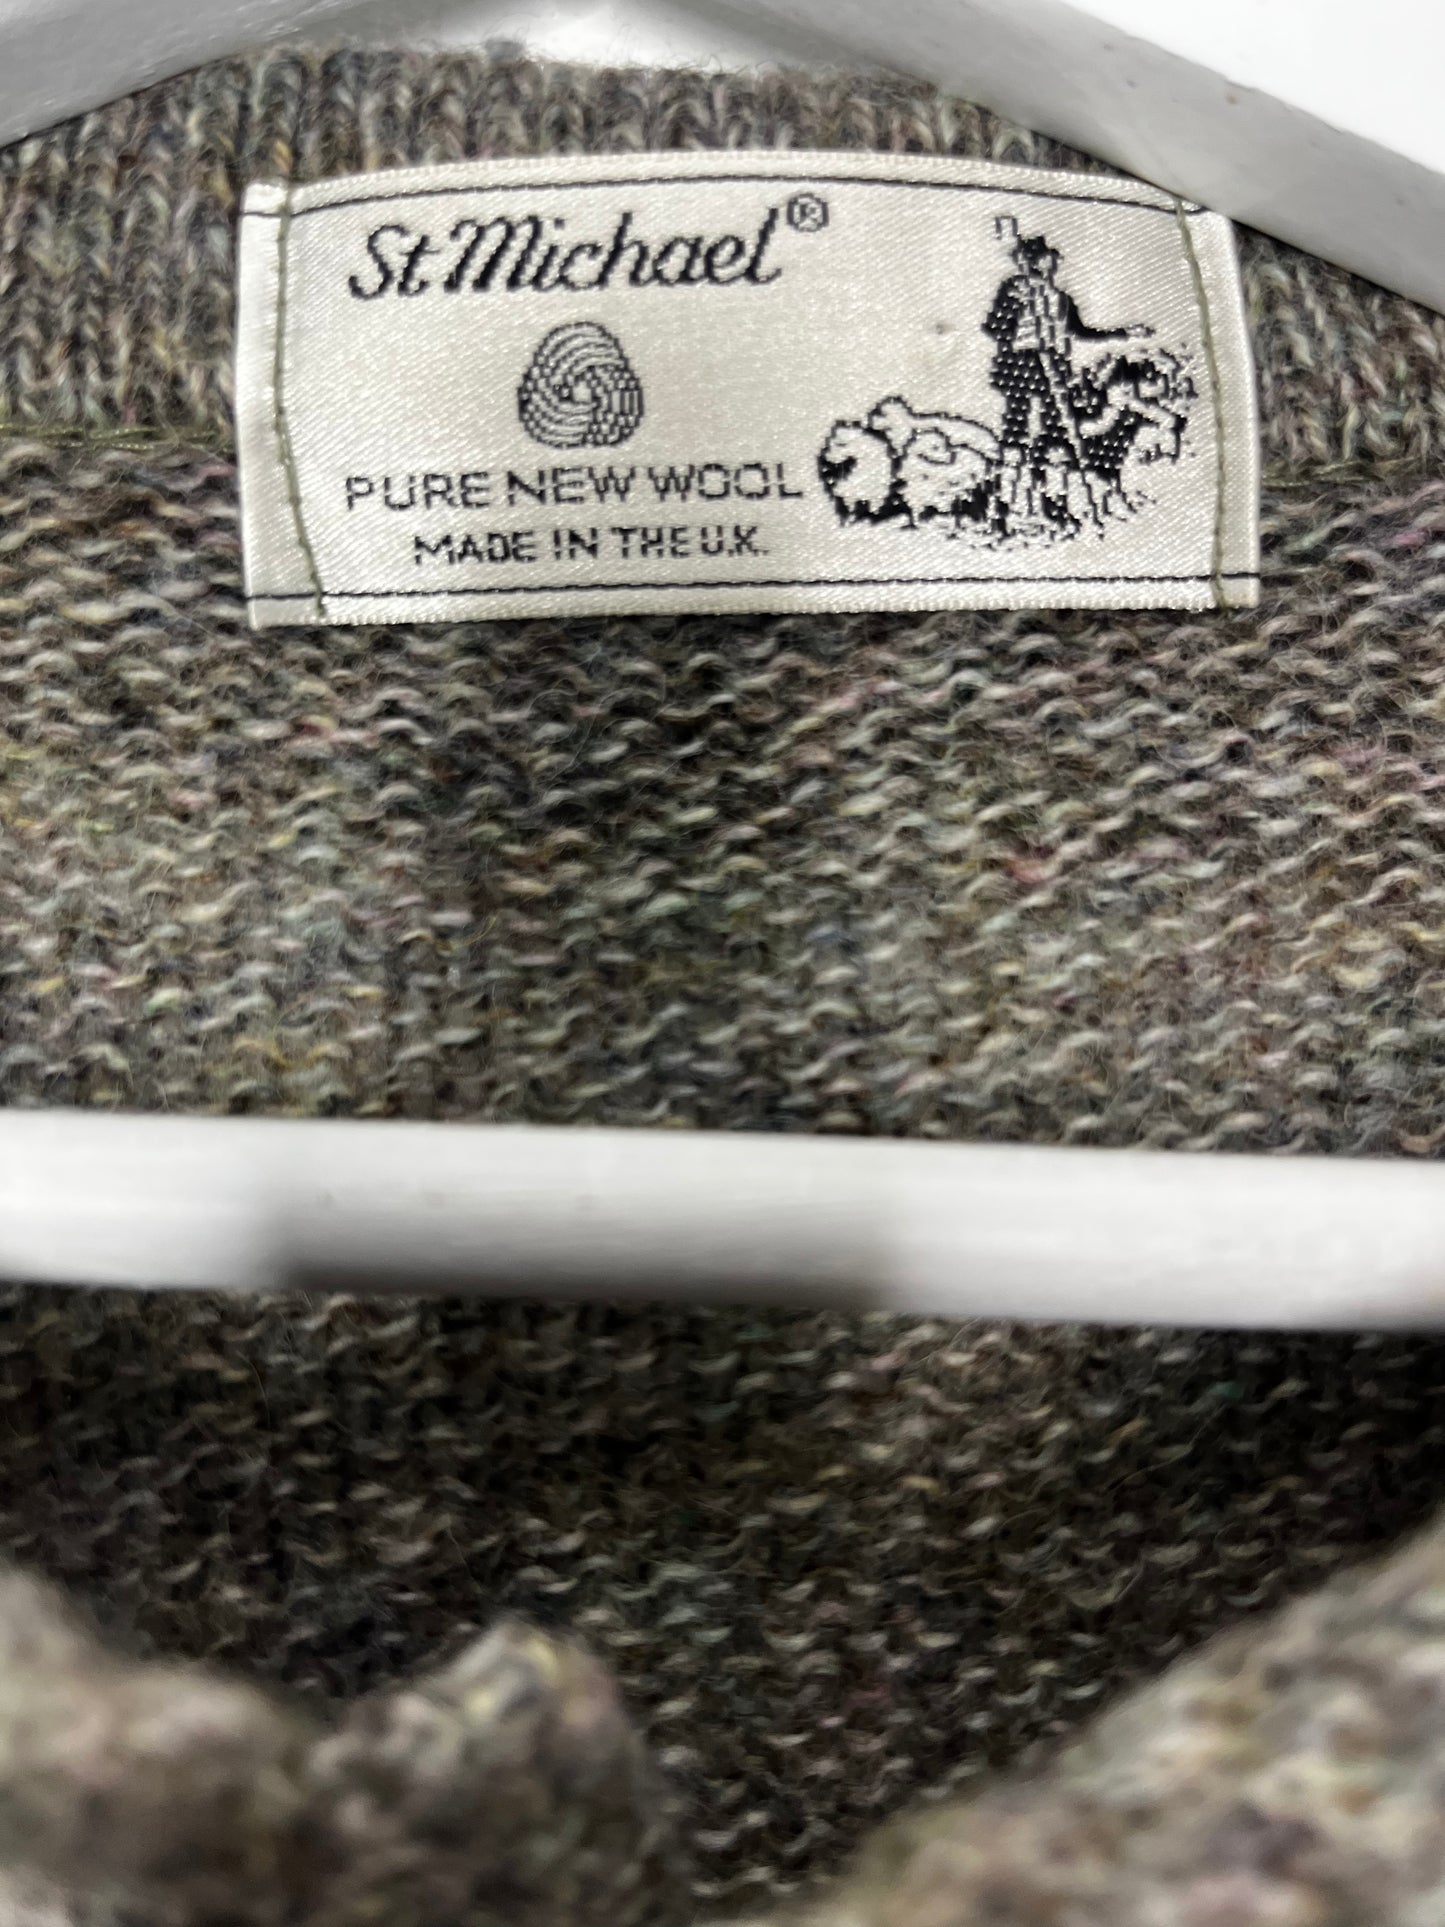 St Michael®
PURE NEW WOOL
MADE IN THE U.K.